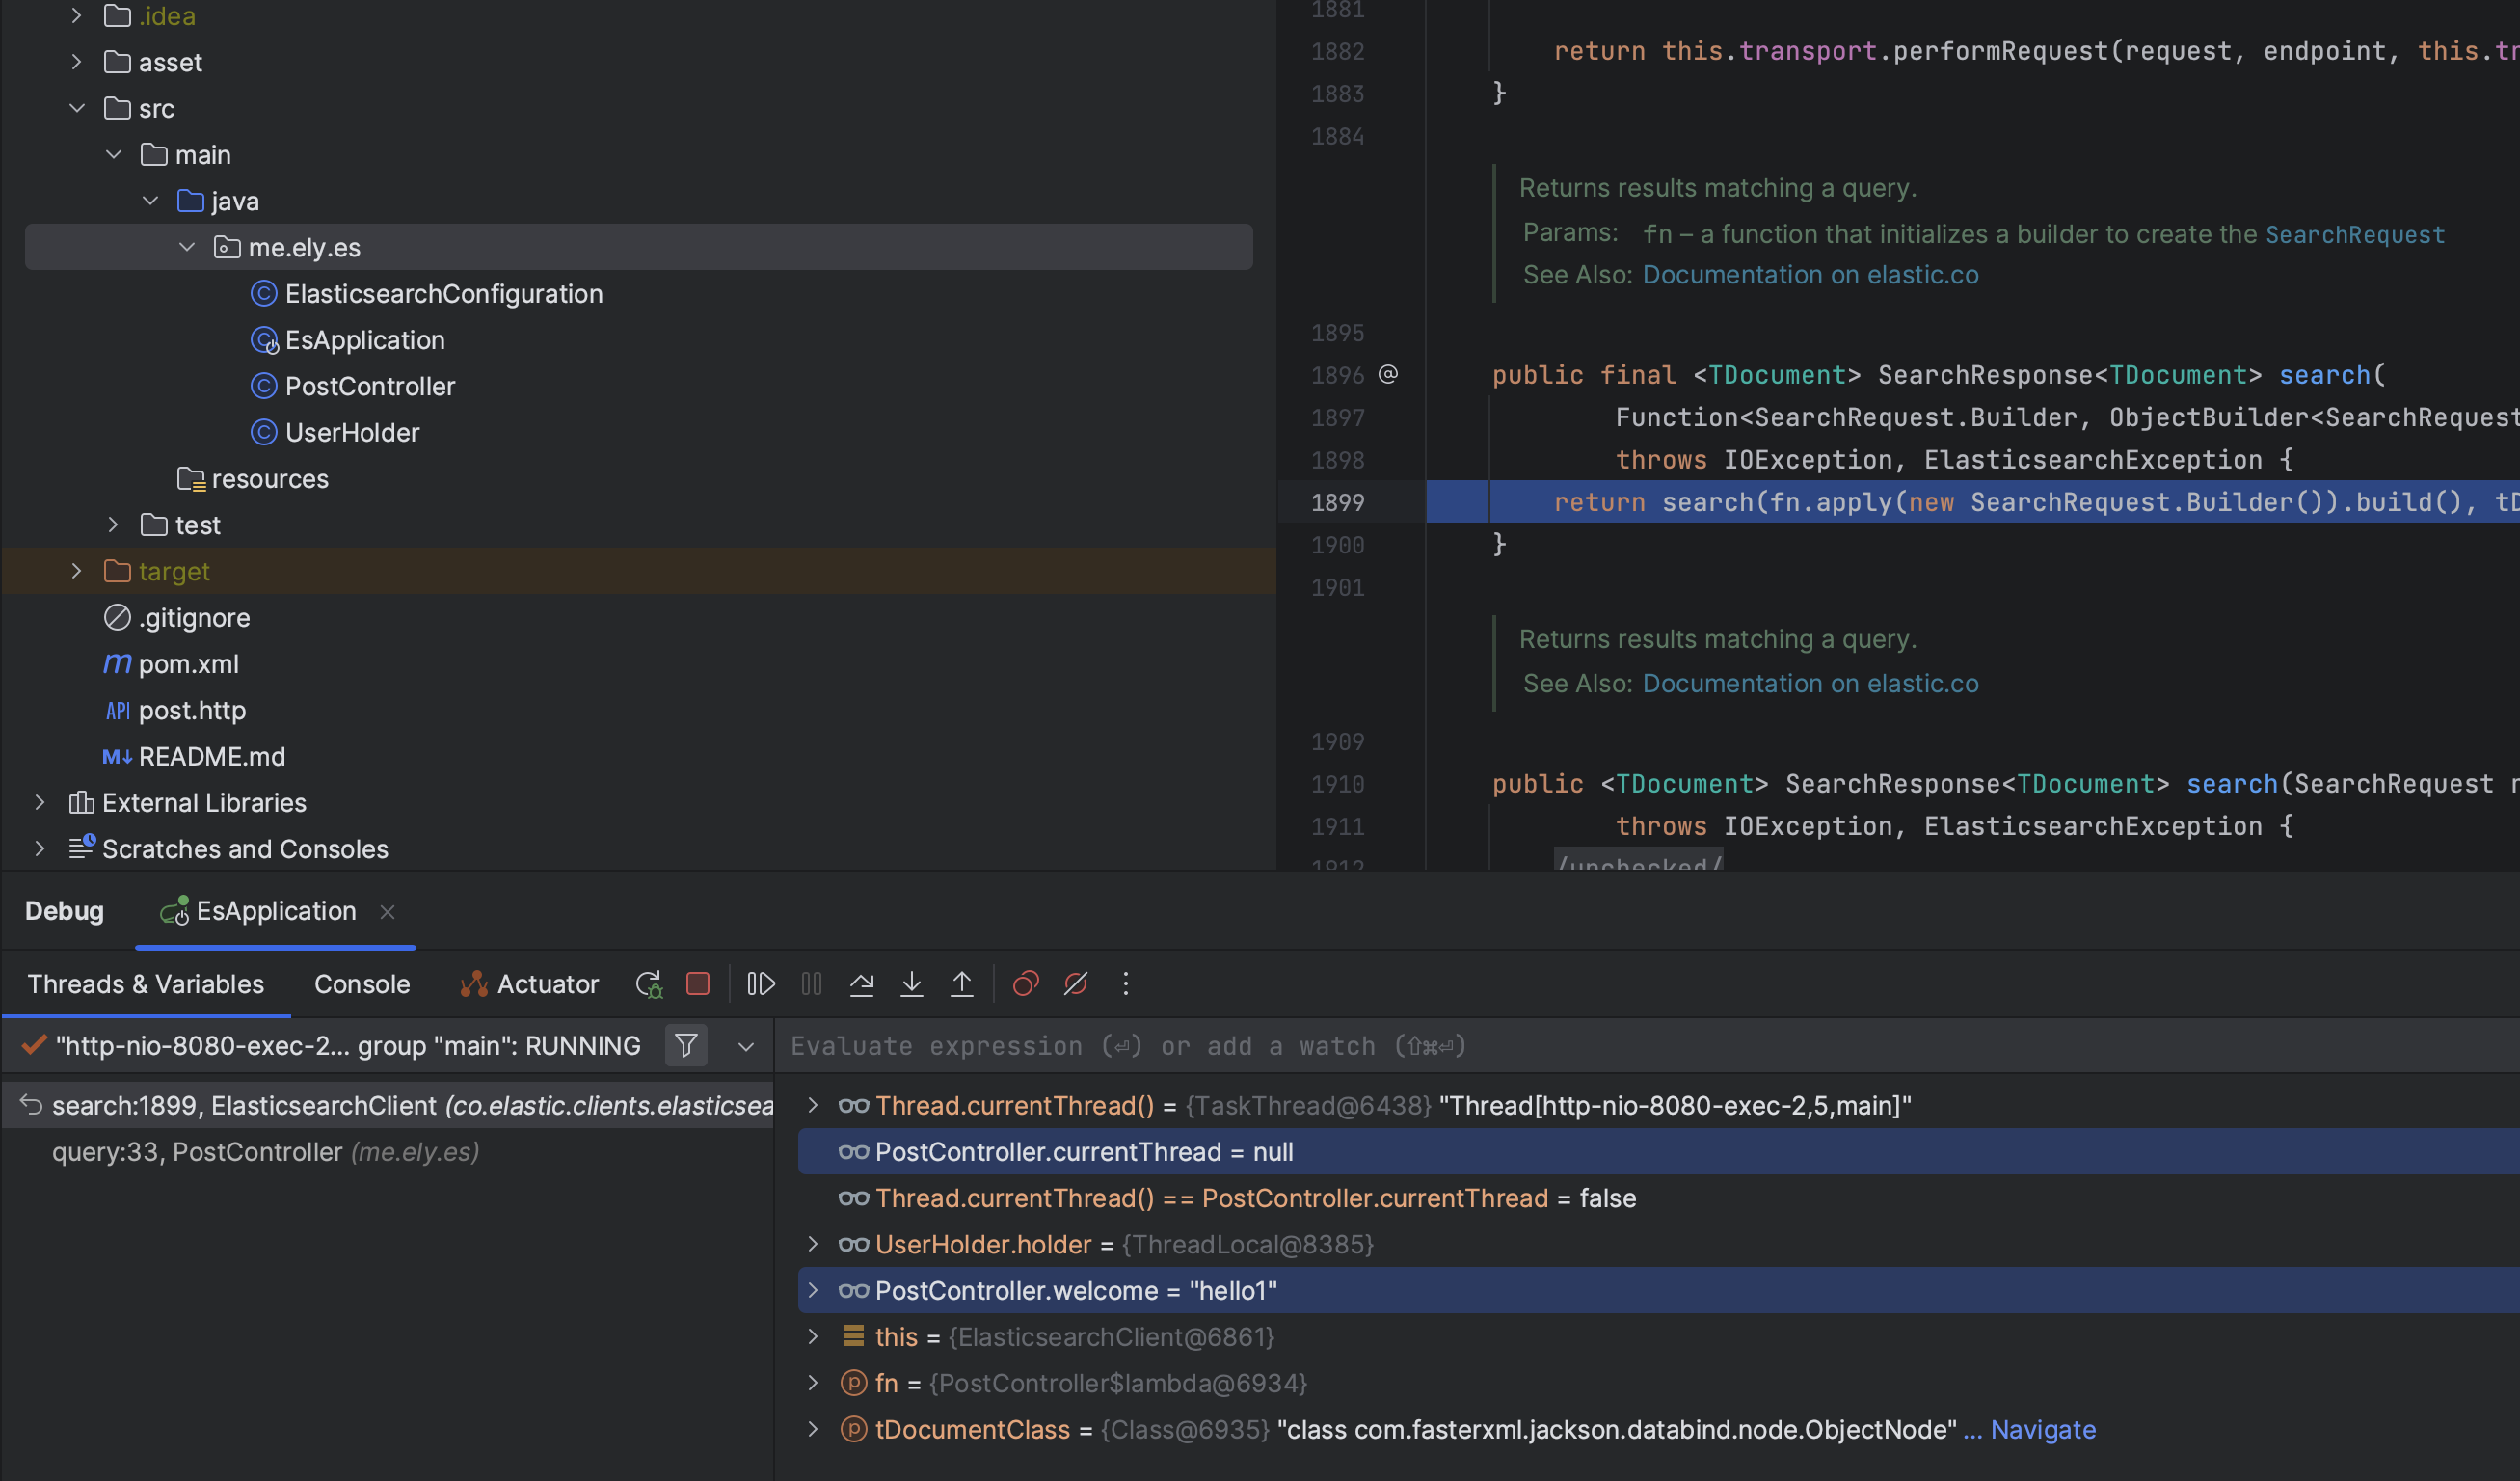 .idea
asset
src
main
java
me.ely.es
ElasticsearchConfiguration
EsApplication
PostController
UserHolder
resources
test
target
.gitignore
pom.xml
API post.http
M↓ README.md
External Libraries
Scratches and Consoles
1881
1882 return this.transport.performRequest(request, endpoint, this.tr
1883 }
1884
Returns results matching a query.
Params: fn – a function that initializes a builder to create the SearchRequest
See Also: Documentation on elastic.co
1895
1896 @ public final <TDocument> SearchResponse<TDocument> search(
1897 Function<SearchRequest.Builder, ObjectBuilder<SearchRequest
1898 throws IOException, ElasticsearchException {
1899 return search(fn.apply(new SearchRequest.Builder()).build(), tD
1900 }
1901
Returns results matching a query.
See Also: Documentation on elastic.co
1909
1910 public <TDocument> SearchResponse<TDocument> search(SearchRequest r
1911 throws IOException, ElasticsearchException {
1912 /unchecked/
Debug EsApplication
Threads & Variables Console Actuator
"http-nio-8080-exec-2... group "main": RUNNING
Evaluate expression (⏎) or add a watch (⇧⌘⏎)
search:1899, ElasticsearchClient (co.elastic.clients.elasticsea
query:33, PostController (me.ely.es)
Thread.currentThread() = {TaskThread@6438} "Thread[http-nio-8080-exec-2,5,main]"
PostController.currentThread = null
Thread.currentThread() == PostController.currentThread = false
UserHolder.holder = {ThreadLocal@8385}
PostController.welcome = "hello1"
this = {ElasticsearchClient@6861}
fn = {PostController$lambda@6934}
tDocumentClass = {Class@6935} "class com.fasterxml.jackson.databind.node.ObjectNode" ... Navigate